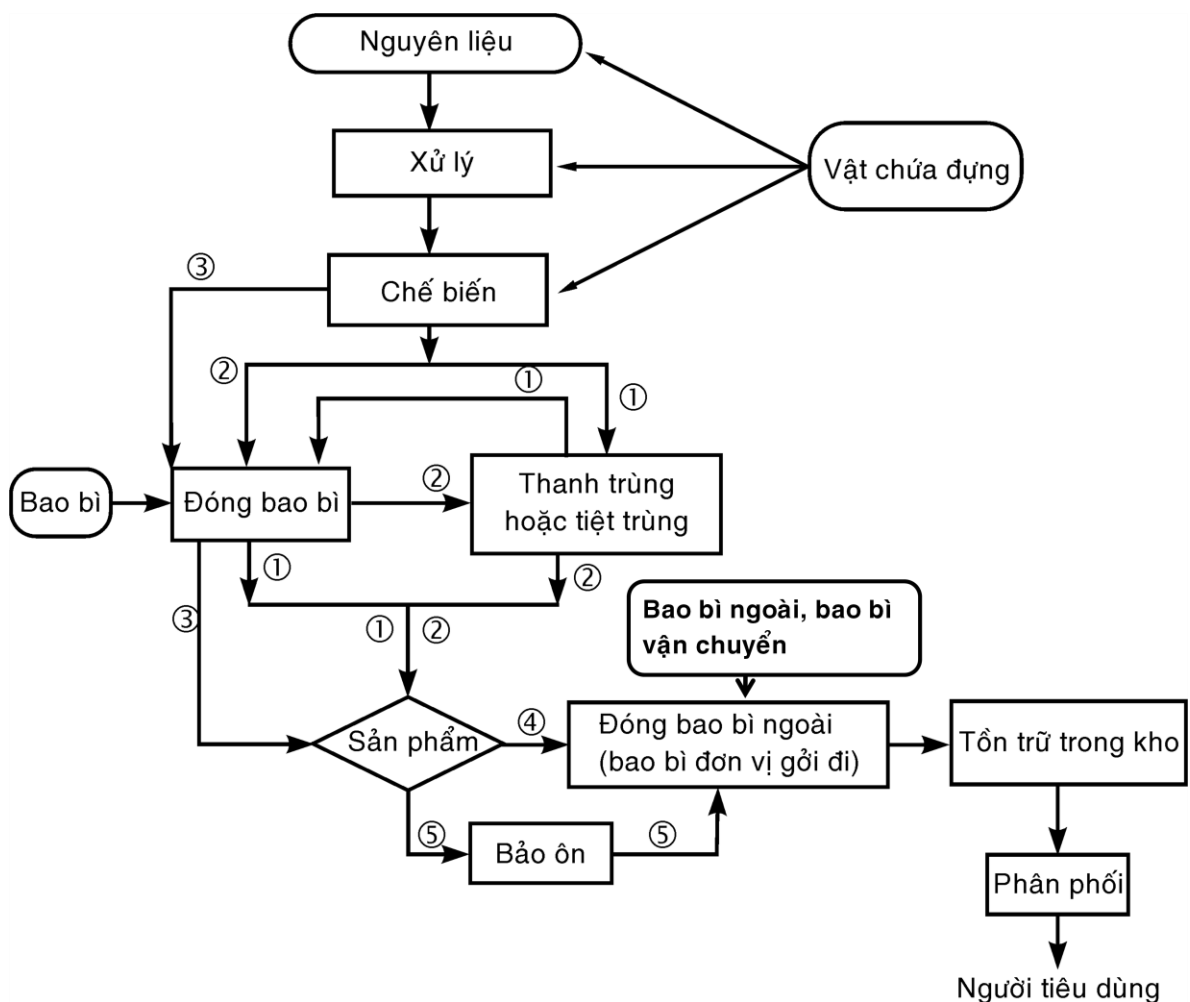 Nguyên liệu
Xử lý
Vật chứa đựng
Chế biến
③
②
①
①
Bao bì
Đóng bao bì
②
Thanh trùng
hoặc tiệt trùng
①
②
③
①
②
Bao bì ngoài, bao bì
vận chuyển
Sản phẩm
④
Đóng bao bì ngoài
(bao bì đơn vị gởi đi)
Tồn trữ trong kho
⑤
Bảo ôn
⑤
Phân phối
Người tiêu dùng